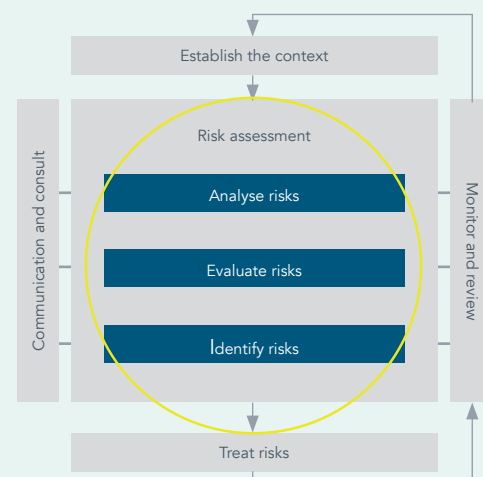 Establish the context
Risk assessment
Analyse risks
Evaluate risks
Identify risks
Treat risks
Communication and consult
Monitor and review